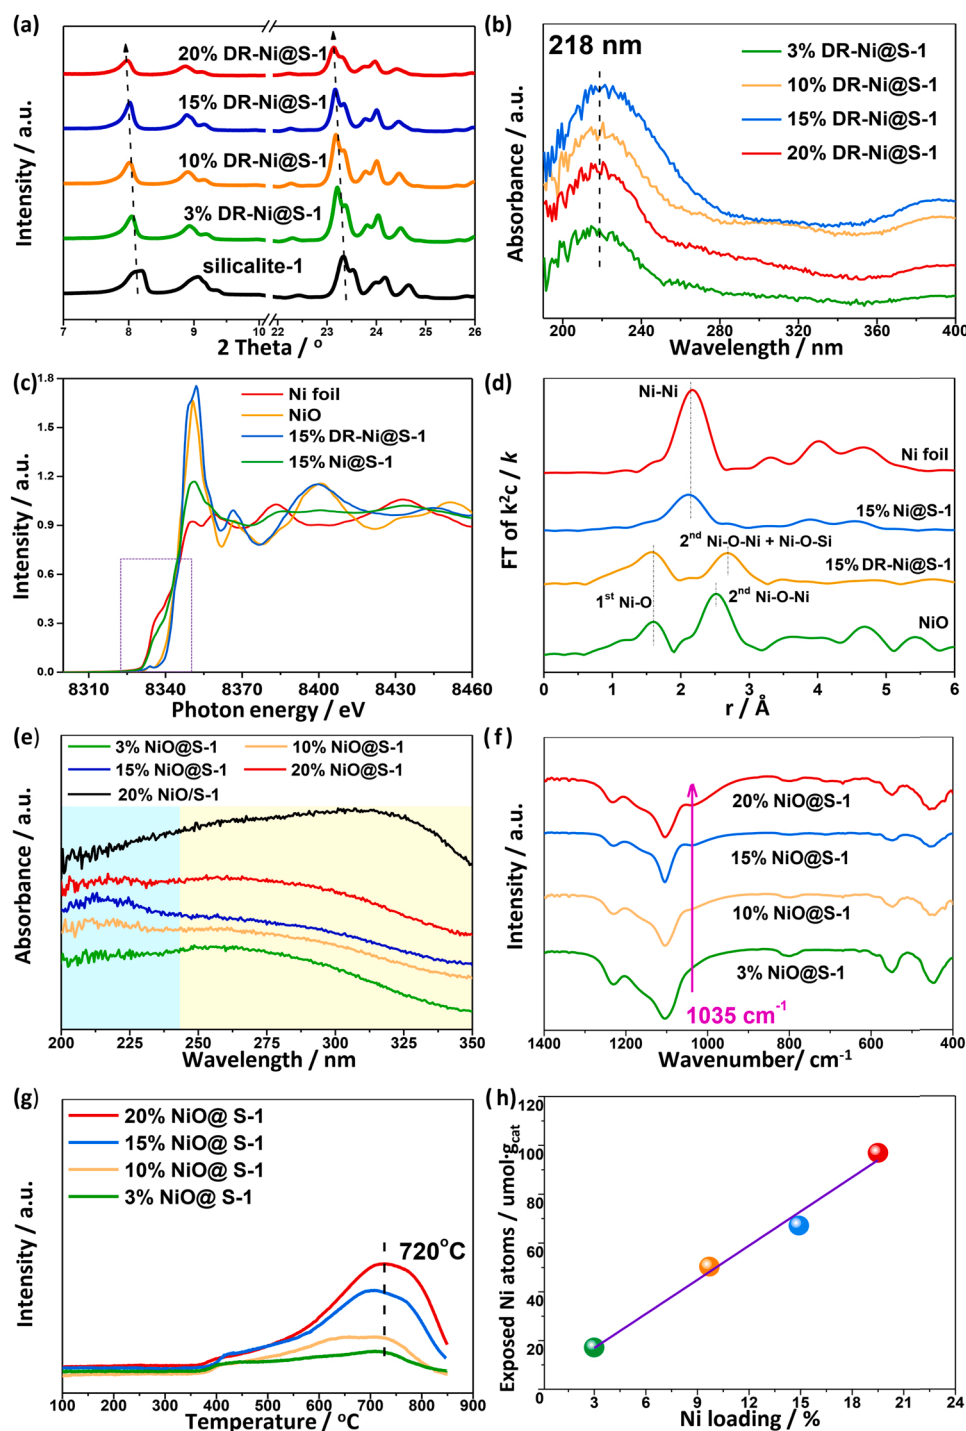 (a)
20% DR-Ni@S-1
15% DR-Ni@S-1
10% DR-Ni@S-1
3% DR-Ni@S-1
silicalite-1
Intensity / a.u.
7 8 9 10 22 23 24 25 26
2 Theta / °
(b)
218 nm
3% DR-Ni@S-1
10% DR-Ni@S-1
15% DR-Ni@S-1
20% DR-Ni@S-1
Absorbance / a.u.
200 240 280 320 360 400
Wavelength / nm
(c)
1.8
1.5
1.2
0.9
0.6
0.3
0.0
Ni foil
NiO
15% DR-Ni@S-1
15% Ni@S-1
Intensity / a.u.
8310 8340 8370 8400 8430 8460
Photon energy / eV
(d)
Ni-Ni
Ni foil
15% Ni@S-1
2nd Ni-O-Ni + Ni-O-Si
15% DR-Ni@S-1
1st Ni-O
2nd Ni-O-Ni
NiO
FT of k²c / k
0 1 2 3 4 5 6
r / Å
(e)
3% NiO@S-1
10% NiO@S-1
15% NiO@S-1
20% NiO@S-1
20% NiO/S-1
Absorbance / a.u.
200 225 250 275 300 325 350
Wavelength / nm
(f)
20% NiO@S-1
15% NiO@S-1
10% NiO@S-1
3% NiO@S-1
1035 cm⁻¹
Intensity / a.u.
1400 1200 1000 800 600 400
Wavenumber/ cm⁻¹
(g)
20% NiO@ S-1
15% NiO@ S-1
10% NiO@ S-1
3% NiO@ S-1
720°C
Intensity / a.u.
100 200 300 400 500 600 700 800 900
Temperature / °C
(h)
120
100
80
60
40
20
0
Exposed Ni atoms / umol·gcat
3 6 9 12 15 18 21 24
Ni loading / %